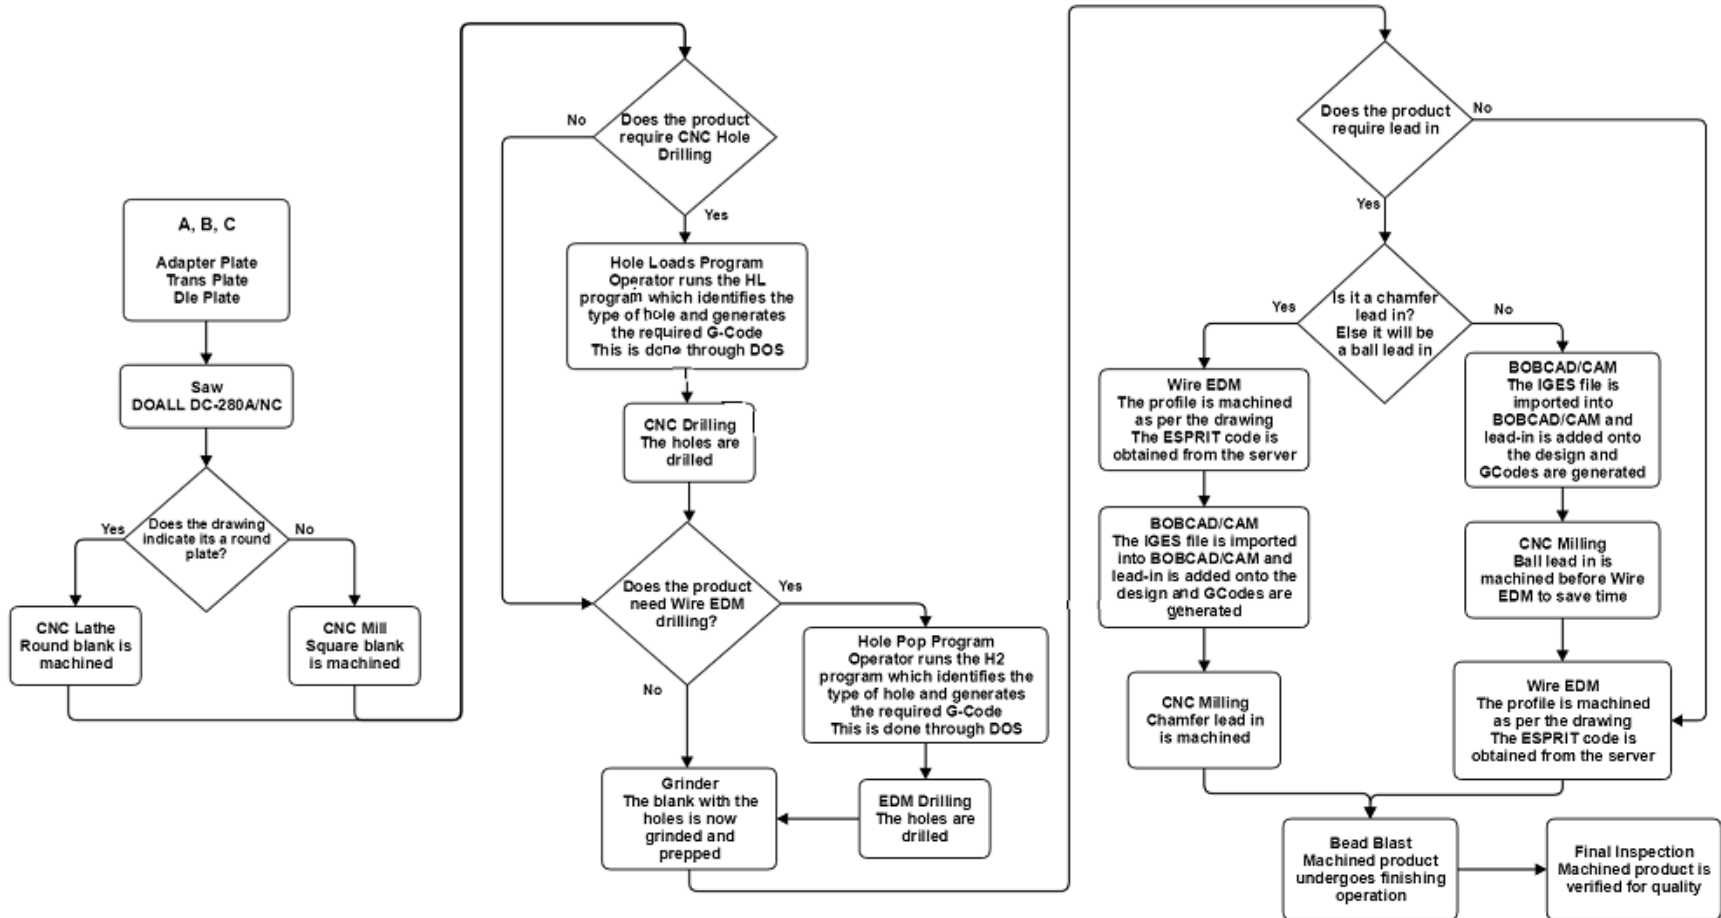 A, B, C
Adapter Plate
Trans Plate
Die Plate
Saw
DOALL DC-280A/NC
Does the drawing
indicate its a round
plate?
Yes
No
CNC Lathe
Round blank is
machined
CNC Mill
Square blank
is machined
Does the product
require CNC Hole
Drilling
No
Yes
Hole Loads Program
Operator runs the HL
program which identifies the
type of hole and generates
the required G-Code
This is done through DOS
CNC Drilling
The holes are
drilled
Does the product
need Wire EDM
drilling?
Yes
No
Hole Pop Program
Operator runs the H2
program which identifies the
type of hole and generates
the required G-Code
This is done through DOS
EDM Drilling
The holes are
drilled
Grinder
The blank with the
holes is now
grinded and
prepped
Does the product
require lead in
No
Yes
Is it a chamfer
lead in?
Else it will be
a ball lead in
Yes
No
Wire EDM
The profile is machined
as per the drawing
The ESPRIT code is
obtained from the server
BOBCAD/CAM
The IGES file is imported
into BOBCAD/CAM and
lead-in is added onto the
design and GCodes are
generated
CNC Milling
Chamfer lead in
is machined
BOBCAD/CAM
The IGES file is
imported into
BOBCAD/CAM and
lead-in is added onto
the design and
GCodes are generated
CNC Milling
Ball lead in is
machined before Wire
EDM to save time
Wire EDM
The profile is machined
as per the drawing
The ESPRIT code is
obtained from the server
Bead Blast
Machined product
undergoes finishing
operation
Final Inspection
Machined product is
verified for quality